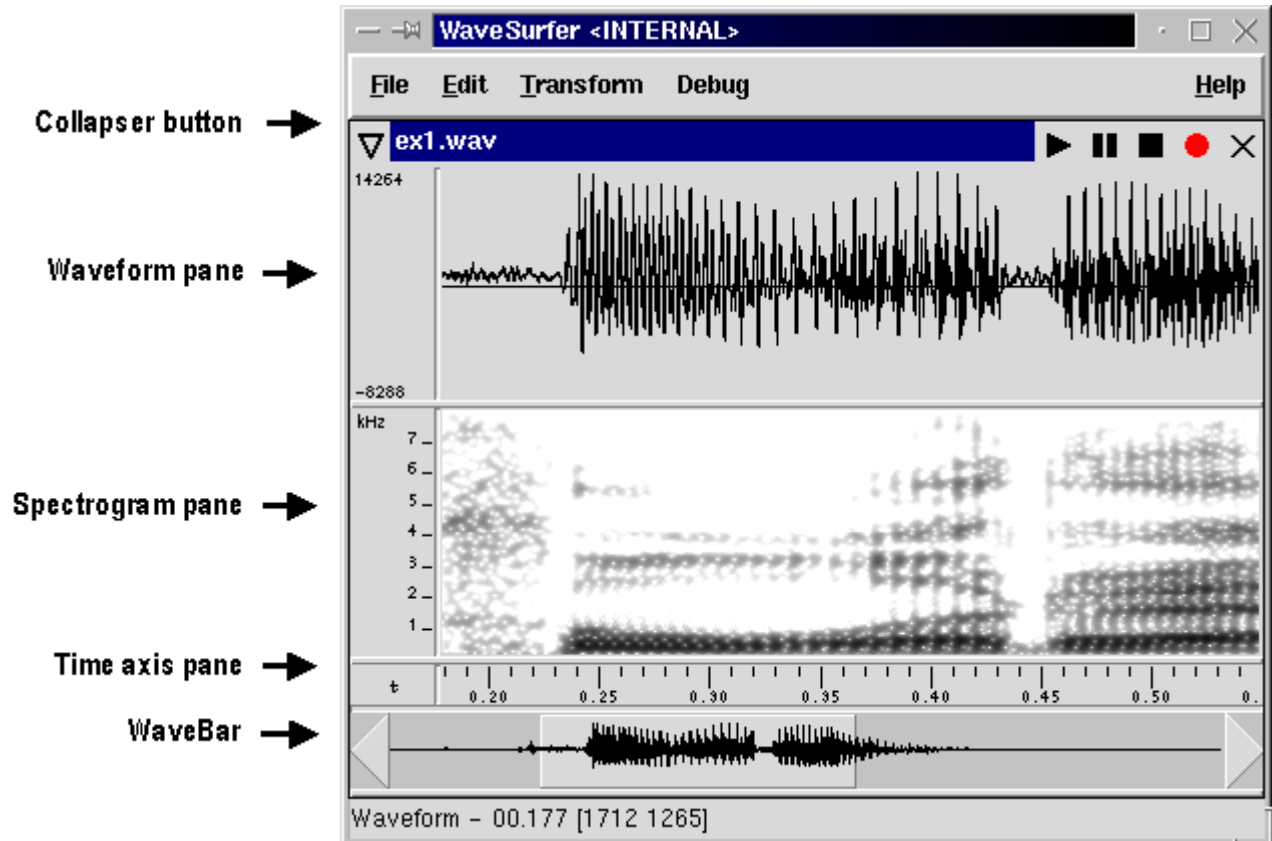 WaveSurfer <INTERNAL>
File Edit Transform Debug Help
Collapser button
ex1.wav
14264
Waveform pane
-8288
kHz
7
6
Spectrogram pane
5
4
3
2
1
Time axis pane
t 0.20 0.25 0.30 0.35 0.40 0.45 0.50 0.
WaveBar
Waveform - 00.177 [1712 1265]